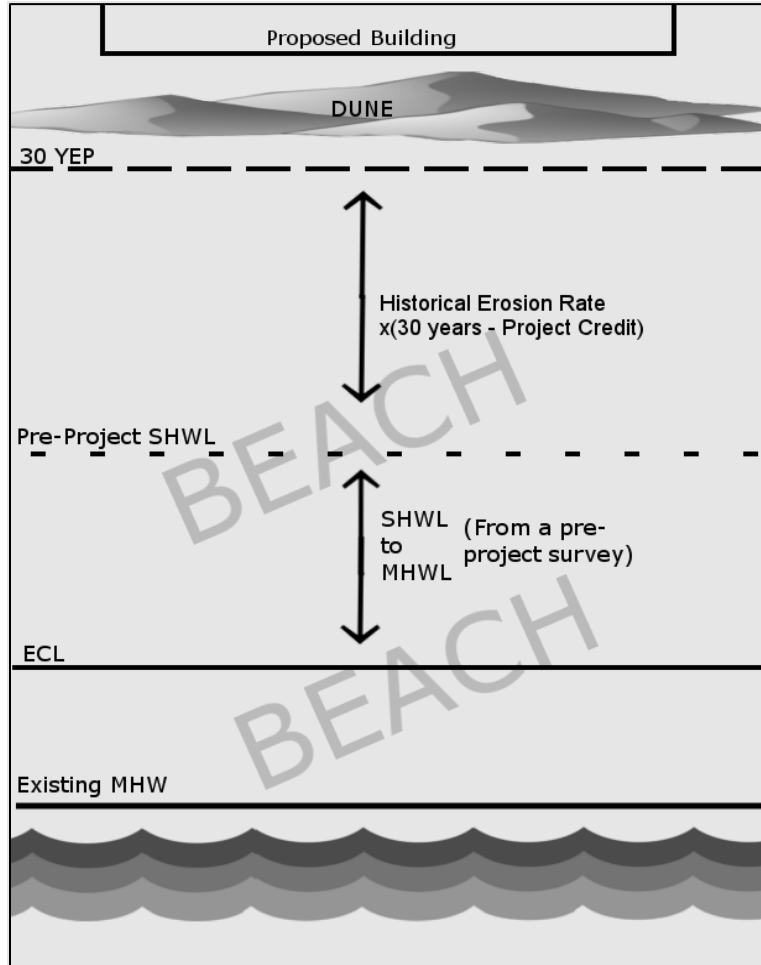 Proposed Building
DUNE
30 YEP
Historical Erosion Rate
x(30 years - Project Credit)
BEACH
Pre-Project SHWL
SHWL
to
MHWL
(From a pre-
project survey)
BEACH
ECL
Existing MHW